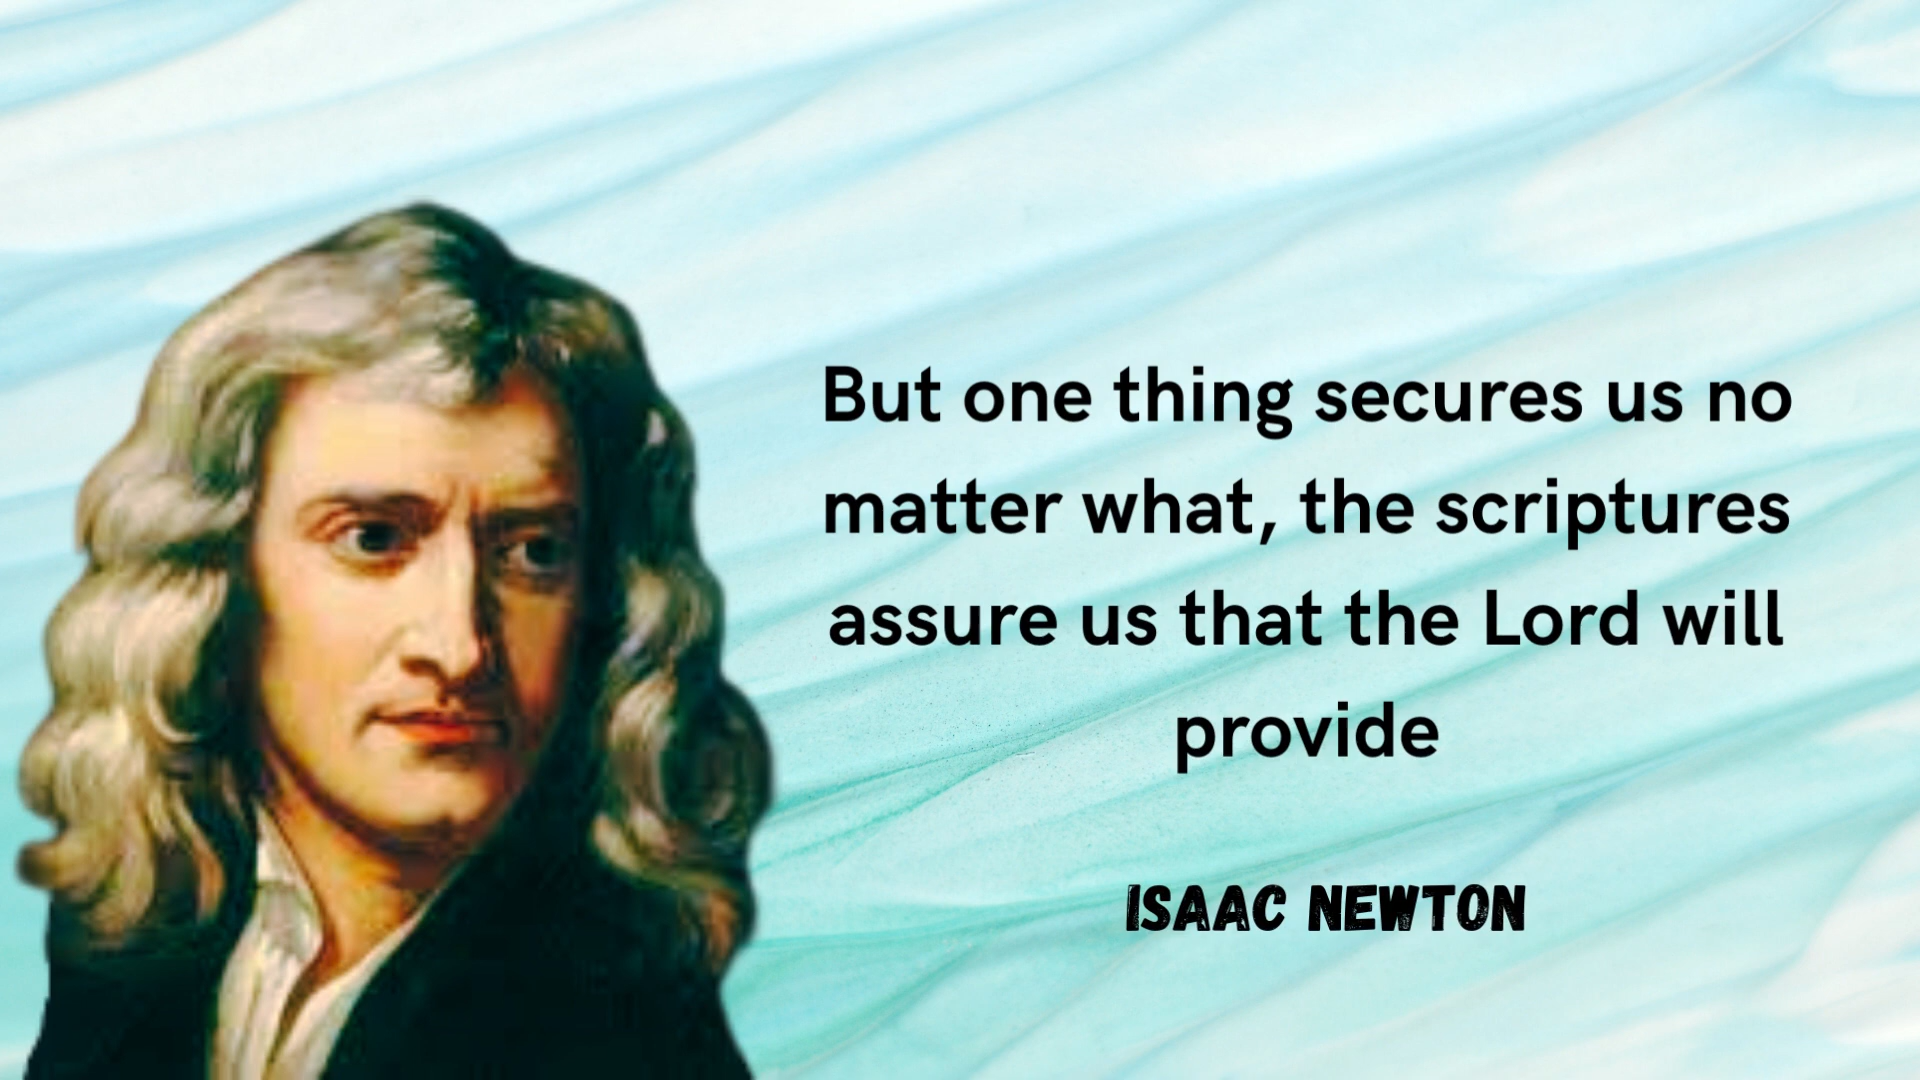 But one thing secures us no
matter what, the scriptures
assure us that the Lord will
provide
ISAAC NEWTON